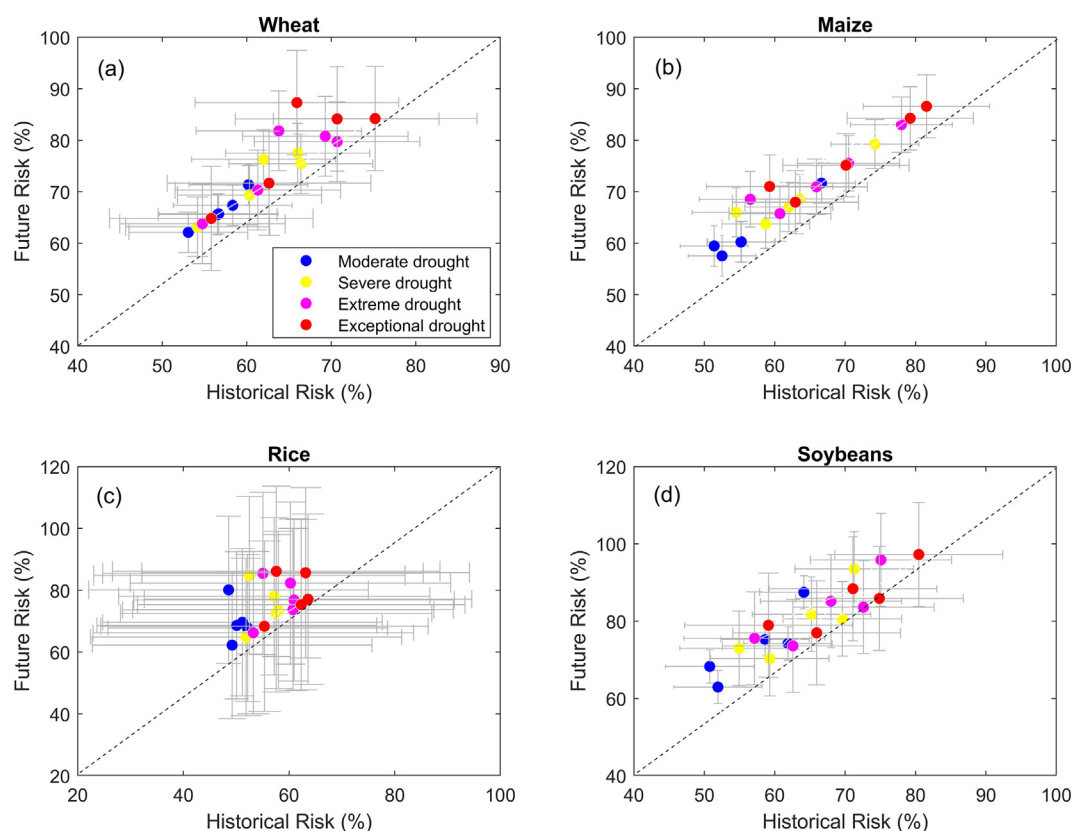 Wheat
(a)
100
90
80
70
60
50
40
Future Risk (%)
40
50
60
70
80
90
Historical Risk (%)
Moderate drought
Severe drought
Extreme drought
Exceptional drought
Maize
(b)
100
90
80
70
60
50
40
Future Risk (%)
40
50
60
70
80
90
100
Historical Risk (%)
Rice
(c)
120
100
80
60
40
20
Future Risk (%)
20
40
60
80
100
Historical Risk (%)
Soybeans
(d)
120
100
80
60
40
Future Risk (%)
40
50
60
70
80
90
100
Historical Risk (%)